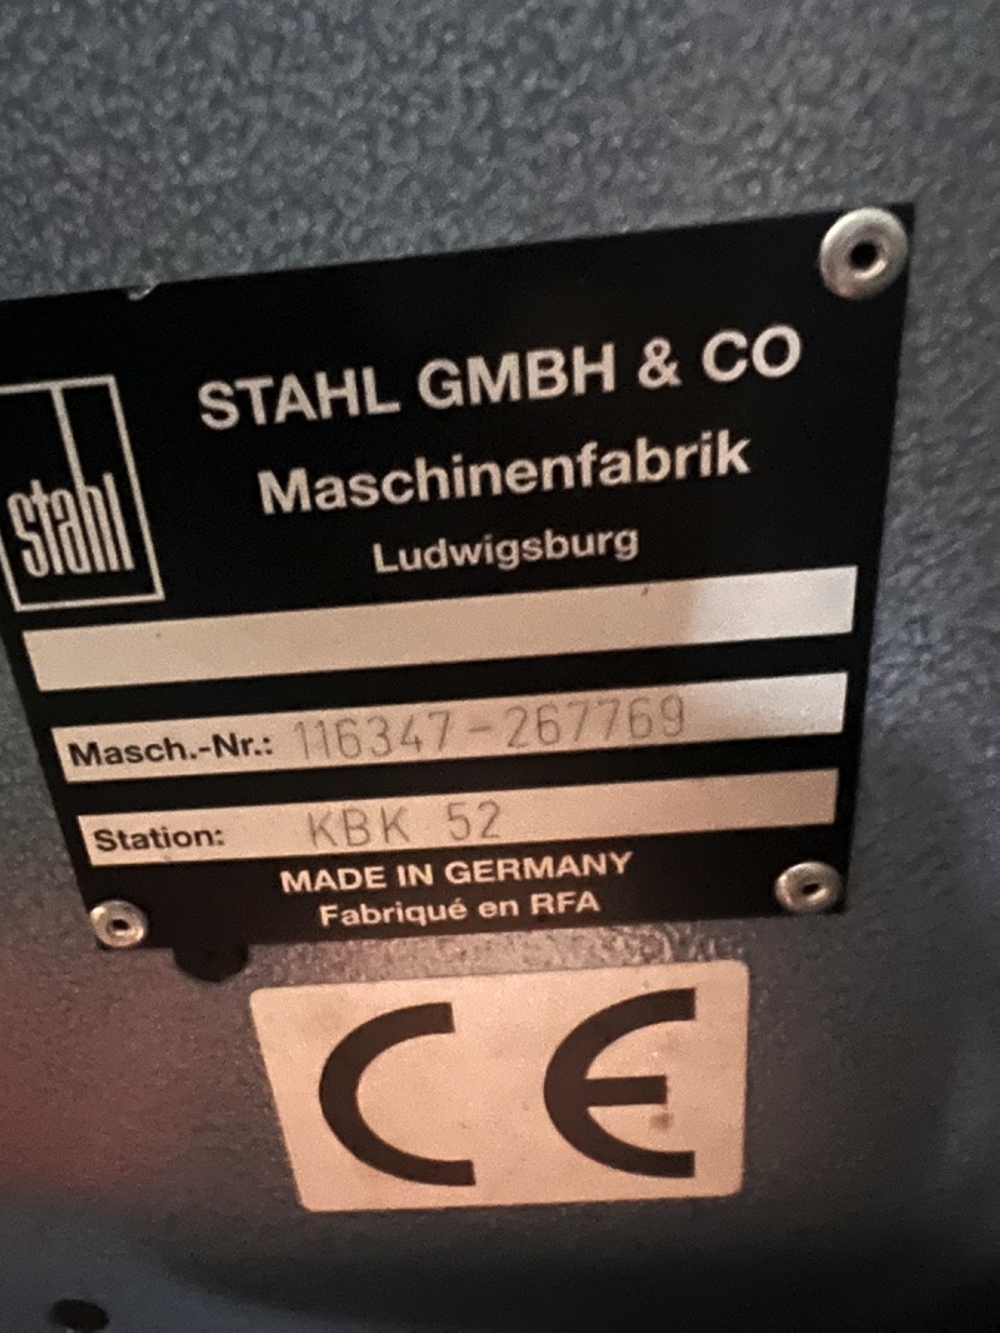 STAHL GMBH & CO
Maschinenfabrik
Ludwigsburg
stahl
Masch.-Nr.: 116347-267769
Station: KBK 52
MADE IN GERMANY
Fabriqué en RFA
CE